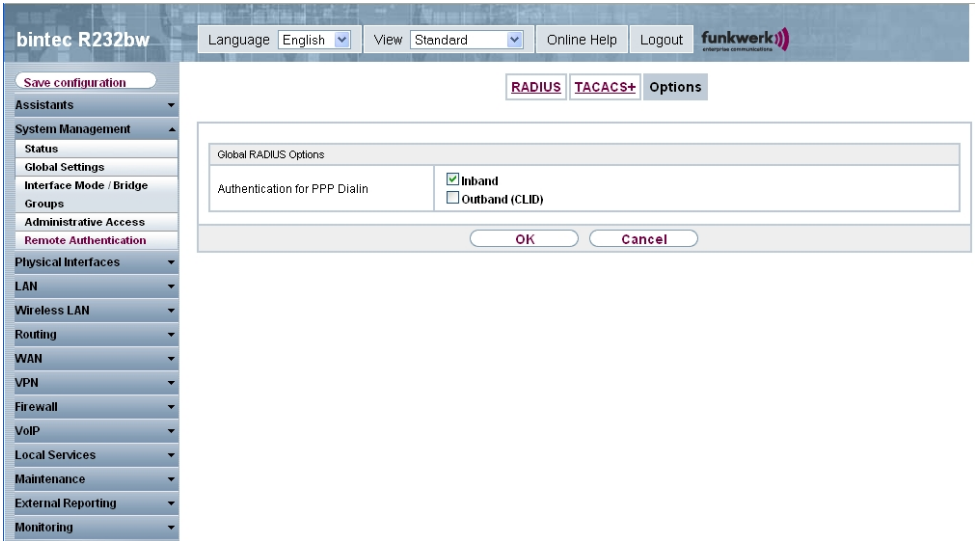 bintec R232bw
Language English View Standard Online Help Logout funkwerk
enterprise communications
Save configuration
Assistants
System Management
Status
Global Settings
Interface Mode / Bridge
Groups
Administrative Access
Remote Authentication
Physical Interfaces
LAN
Wireless LAN
Routing
WAN
VPN
Firewall
VoIP
Local Services
Maintenance
External Reporting
Monitoring
RADIUS TACACS+ Options
Global RADIUS Options
Authentication for PPP Dialin
Inband
Outband (CLID)
OK Cancel